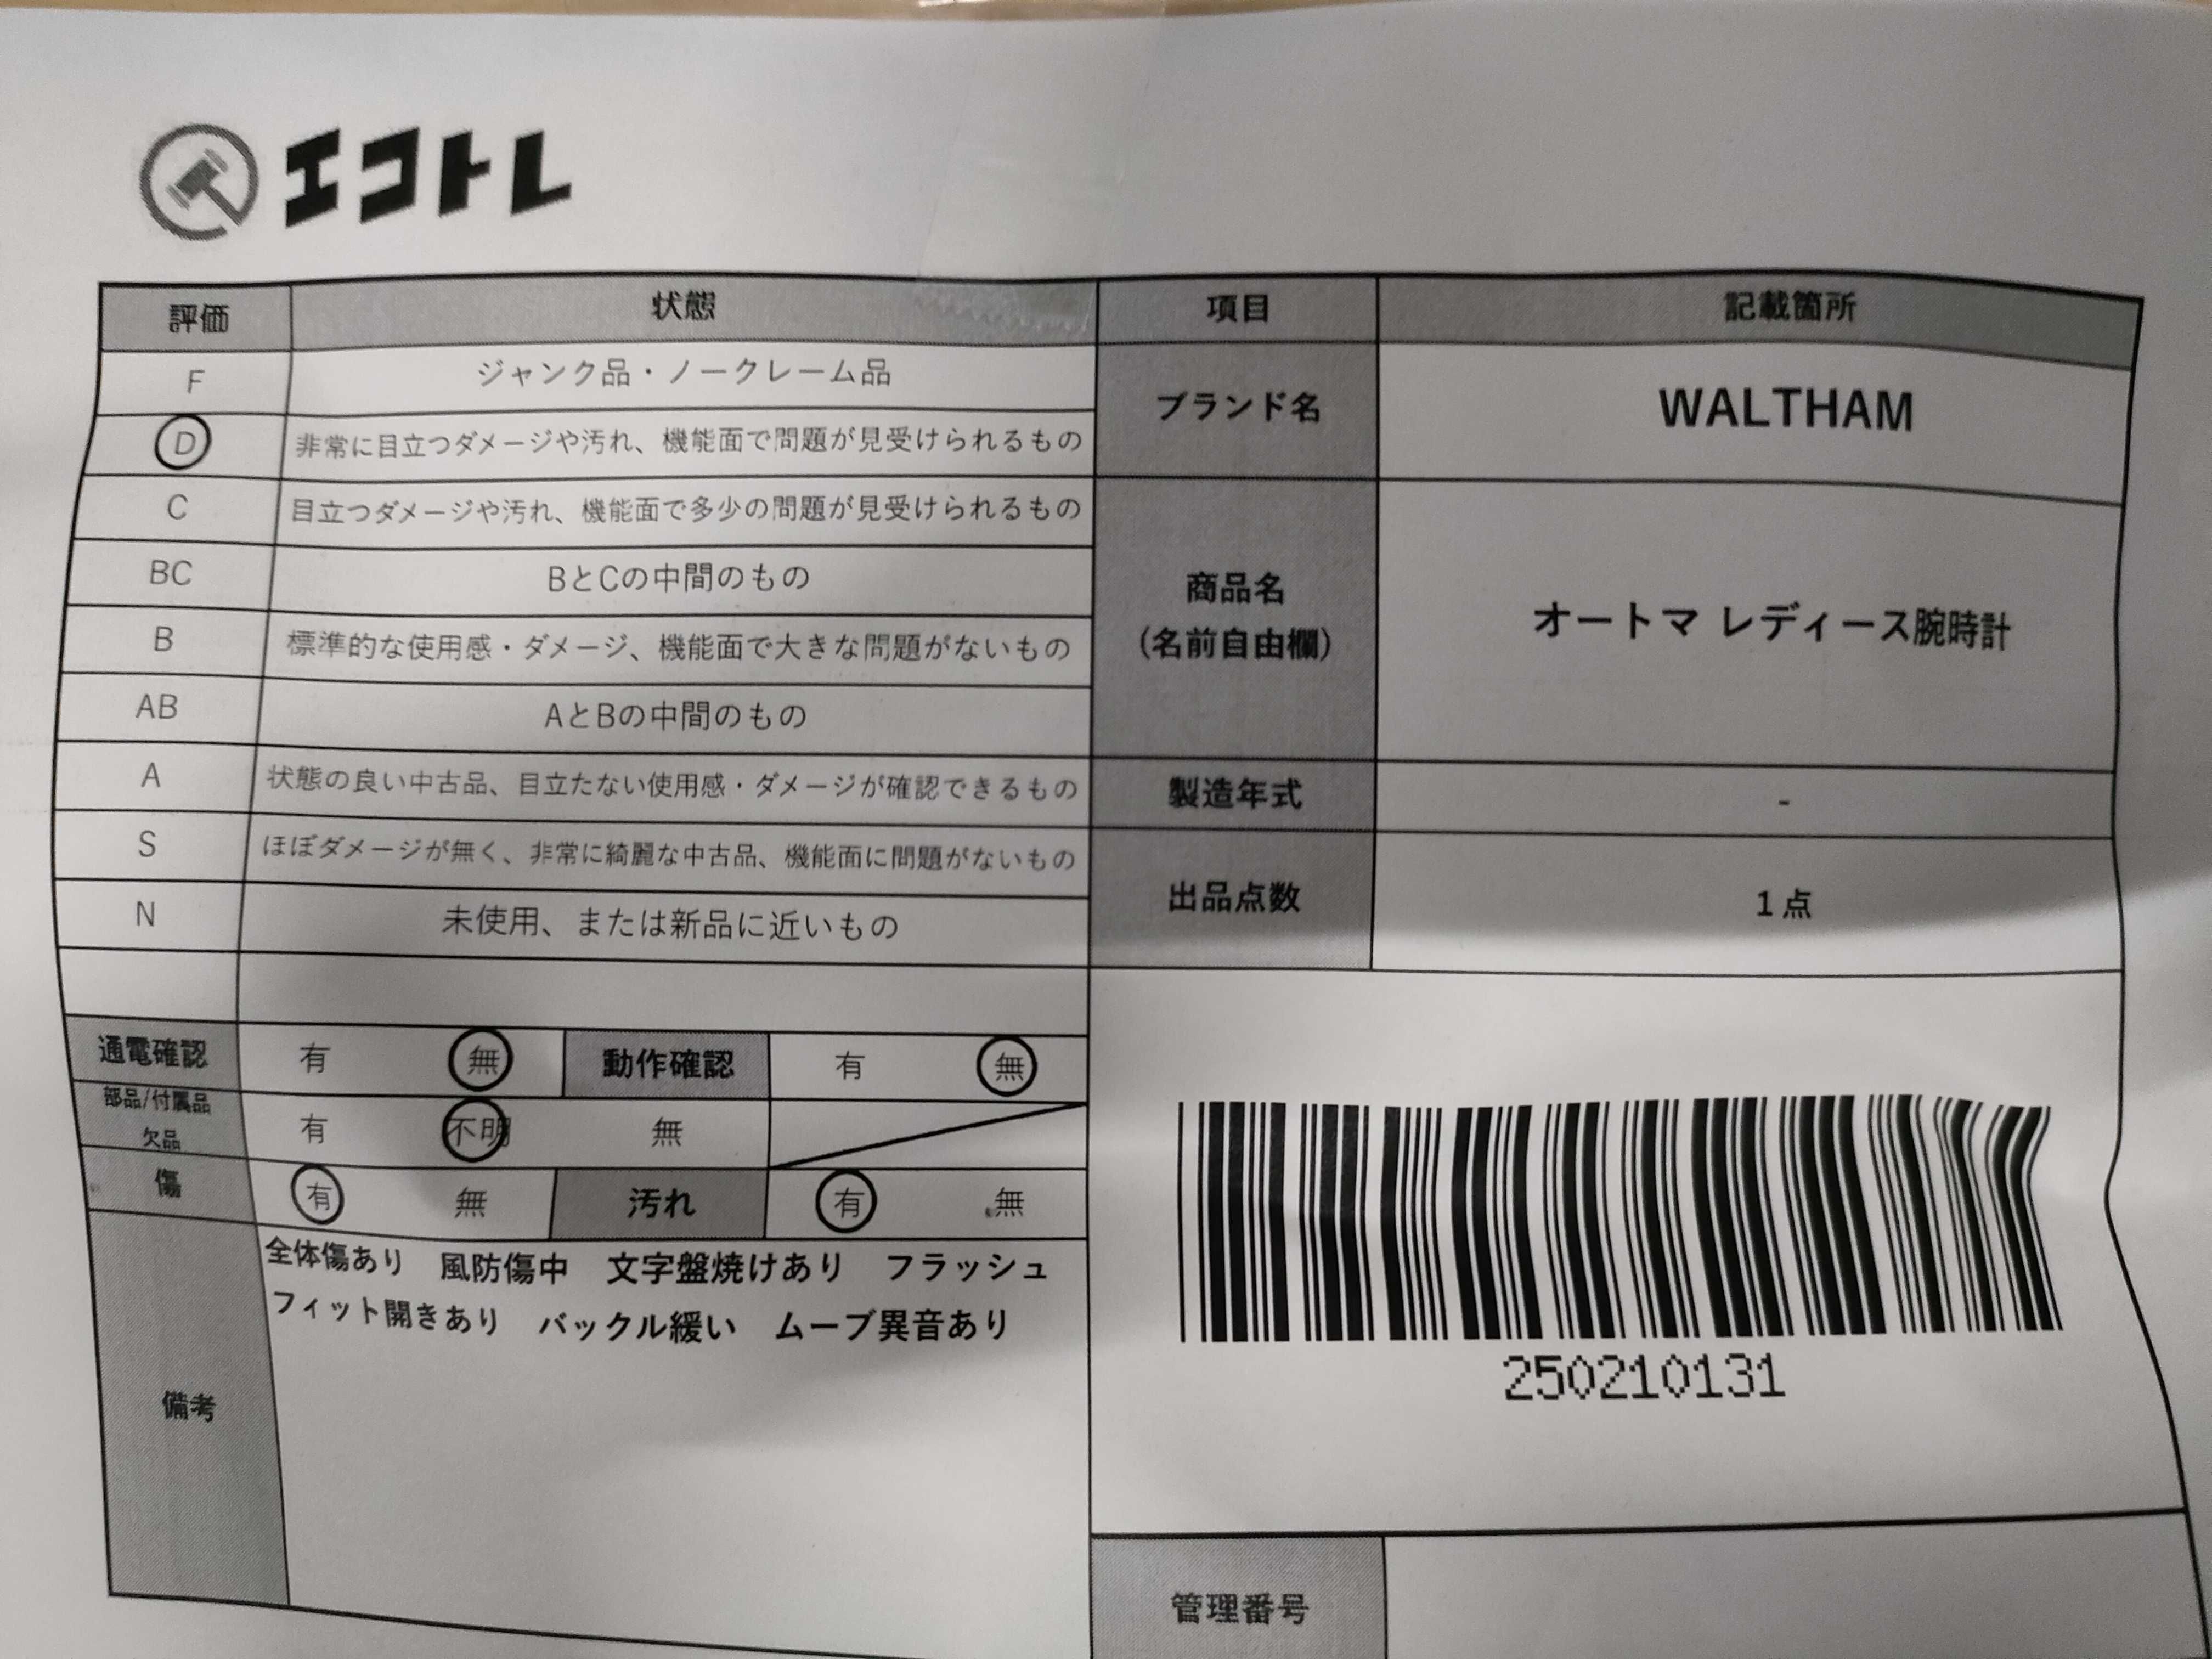 エコトレ
評価 状態
F ジャンク品・ノークレーム品
D 非常に目立つダメージや汚れ、機能面で問題が見受けられるもの
C 目立つダメージや汚れ、機能面で多少の問題が見受けられるもの
BC BとCの中間のもの
B 標準的な使用感・ダメージ、機能面で大きな問題がないもの
AB AとBの中間のもの
A 状態の良い中古品、目立たない使用感・ダメージが確認できるもの
S ほぼダメージが無く、非常に綺麗な中古品、機能面に問題がないもの
N 未使用、または新品に近いもの
通電確認 有 無 動作確認 有 無
部品/付属品
欠品 有 不明 無
傷 有 無 汚れ 有 無
備考
全体傷あり 風防傷中 文字盤焼けあり フラッシュ
フィット開きあり バックル緩い ムーブ異音あり
項目 記載箇所
ブランド名 WALTHAM
商品名
(名前自由欄)
オートマ レディース腕時計
製造年式 -
出品点数 1点
250210131
管理番号